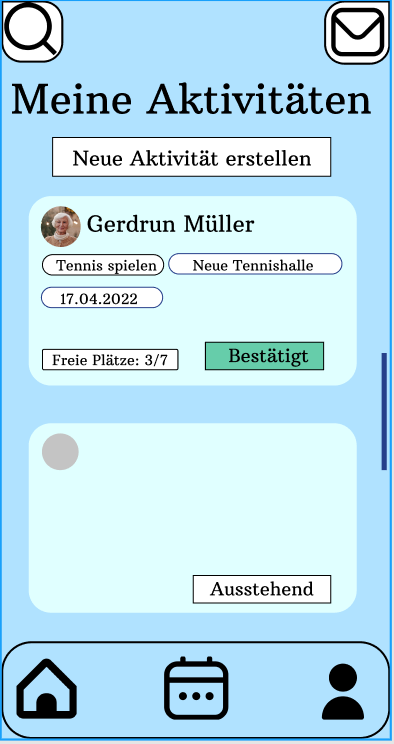 Meine Aktivitäten
Neue Aktivität erstellen
Gerdrun Müller
Tennis spielen
Neue Tennishalle
17.04.2022
Freie Plätze: 3/7
Bestätigt
Ausstehend